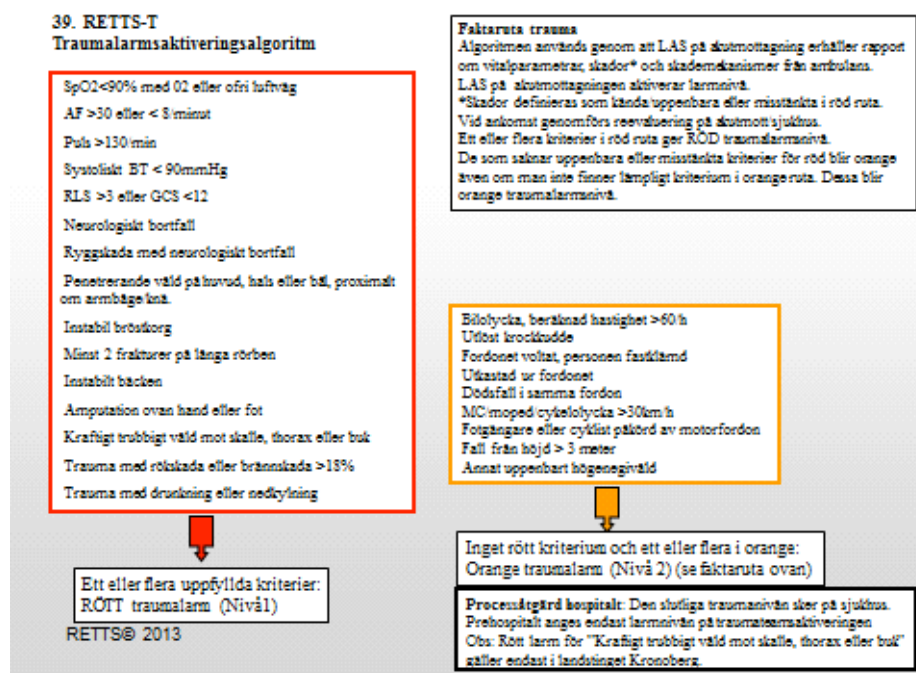 39. RETTS-T
Traumalarmsaktiveringsalgoritm
SpO2<90% med 02 eller ofri luftväg
AF >30 eller < 8/minut
Puls >130/min
Systoliskt BT < 90mmHg
RLS >3 eller GCS <12
Neurologiskt bortfall
Ryggskada med neurologiskt bortfall
Penetrerande våld på huvud, hals eller bål, proximalt
om armbåge/knä.
Instabil bröstkorg
Minst 2 frakturer på långa rörben
Instabilt bäcken
Amputation ovan hand eller fot
Kraftigt trubbigt våld mot skalle, thorax eller buk
Trauma med rökskada eller brännskada >18%
Trauma med drunkning eller nedkylning
Ett eller flera uppfyllda kriterier:
RÖTT traumalarm (Nivå1)
RETTS© 2013
Faktaruta trauma
Algoritmen används genom att LAS på akutmottagning erhåller rapport
om vitalparametrar, skador* och skademekanismer från ambulans.
LAS på akutmottagningen aktiverar larmnivå.
*Skador definieras som kända/uppenbara eller misstänkta i röd ruta.
Vid ankomst genomförs reevaluering på akutmott/sjukhus.
Ett eller flera kriterier i röd ruta ger RÖD traumalarmsnivå.
De som saknar uppenbara eller misstänkta kriterier för röd blir orange
även om man inte finner lämpligt kriterium i orange ruta. Dessa blir
orange traumalarmsnivå.
Bilolycka, beräknad hastighet >60/h
Utlöst krockkudde
Fordonet voltat, personen fastklämd
Utkastad ur fordonet
Dödsfall i samma fordon
MC/moped/cykelolycka >30km/h
Fotgängare eller cyklist påkörd av motorfordon
Fall från höjd > 3 meter
Annat uppenbart högenegivåld
Inget rött kriterium och ett eller flera i orange:
Orange traumalarm (Nivå 2) (se faktaruta ovan)
Processåtgärd hospitalt: Den slutliga traumanivån sker på sjukhus.
Prehospitalt anges endast larmnivån på traumateamsaktiveringen
Obs: Rött larm för "Kraftigt trubbigt våld mot skalle, thorax eller buk"
gäller endast i landstinget Kronoberg.